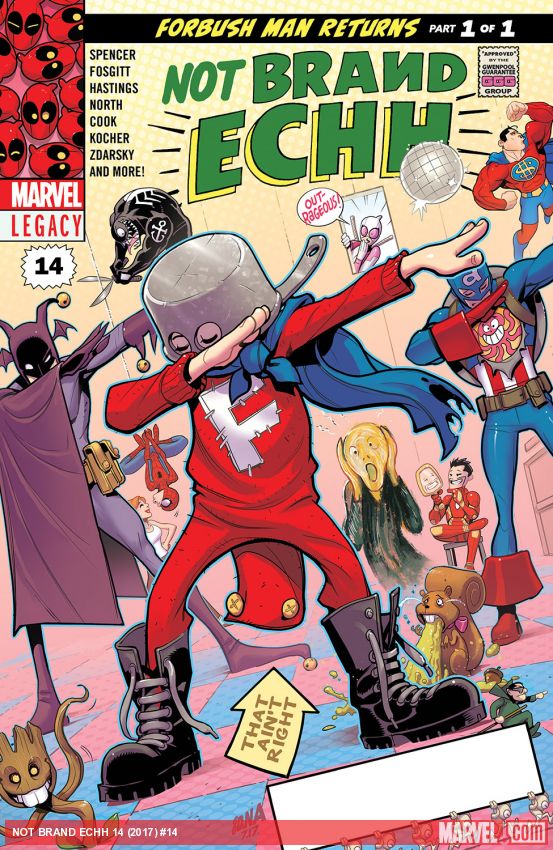 FORBUSH MAN RETURNS PART 1 OF 1
SPENCER
FOSGITT
HASTINGS
NORTH
COOK
KOCHER
ZDARSKY
AND MORE!
NOT BRAND
ECHH
"APPROVED"
BY THE
GWENPOOL
GUARANTEE
GROUP
MARVEL
LEGACY
14
OUT-
RAGEOUS!
F
THAT
AIN'T
RIGHT
NOT BRAND ECHH 14 (2017) #14
MARVEL.com